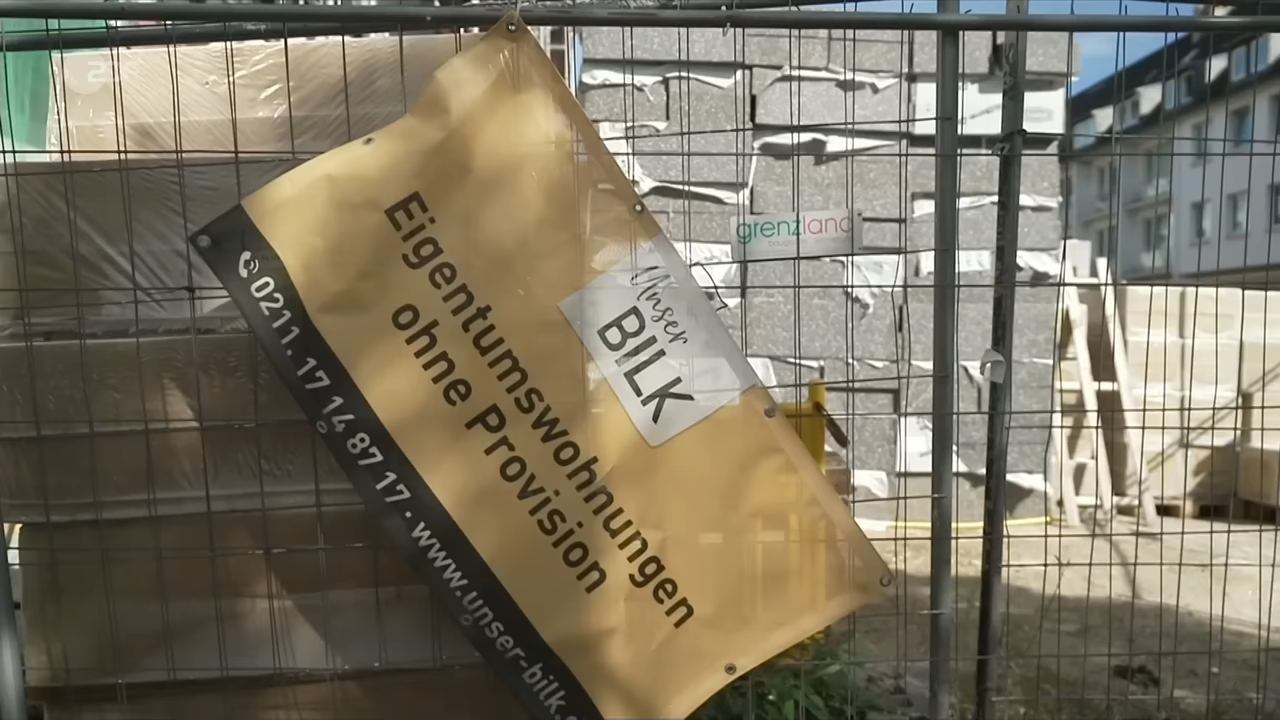 Unser
BILK
Eigentumswohnungen
ohne Provision
0211. 17 14 87 17 · www.unser-bilk.
grenzland